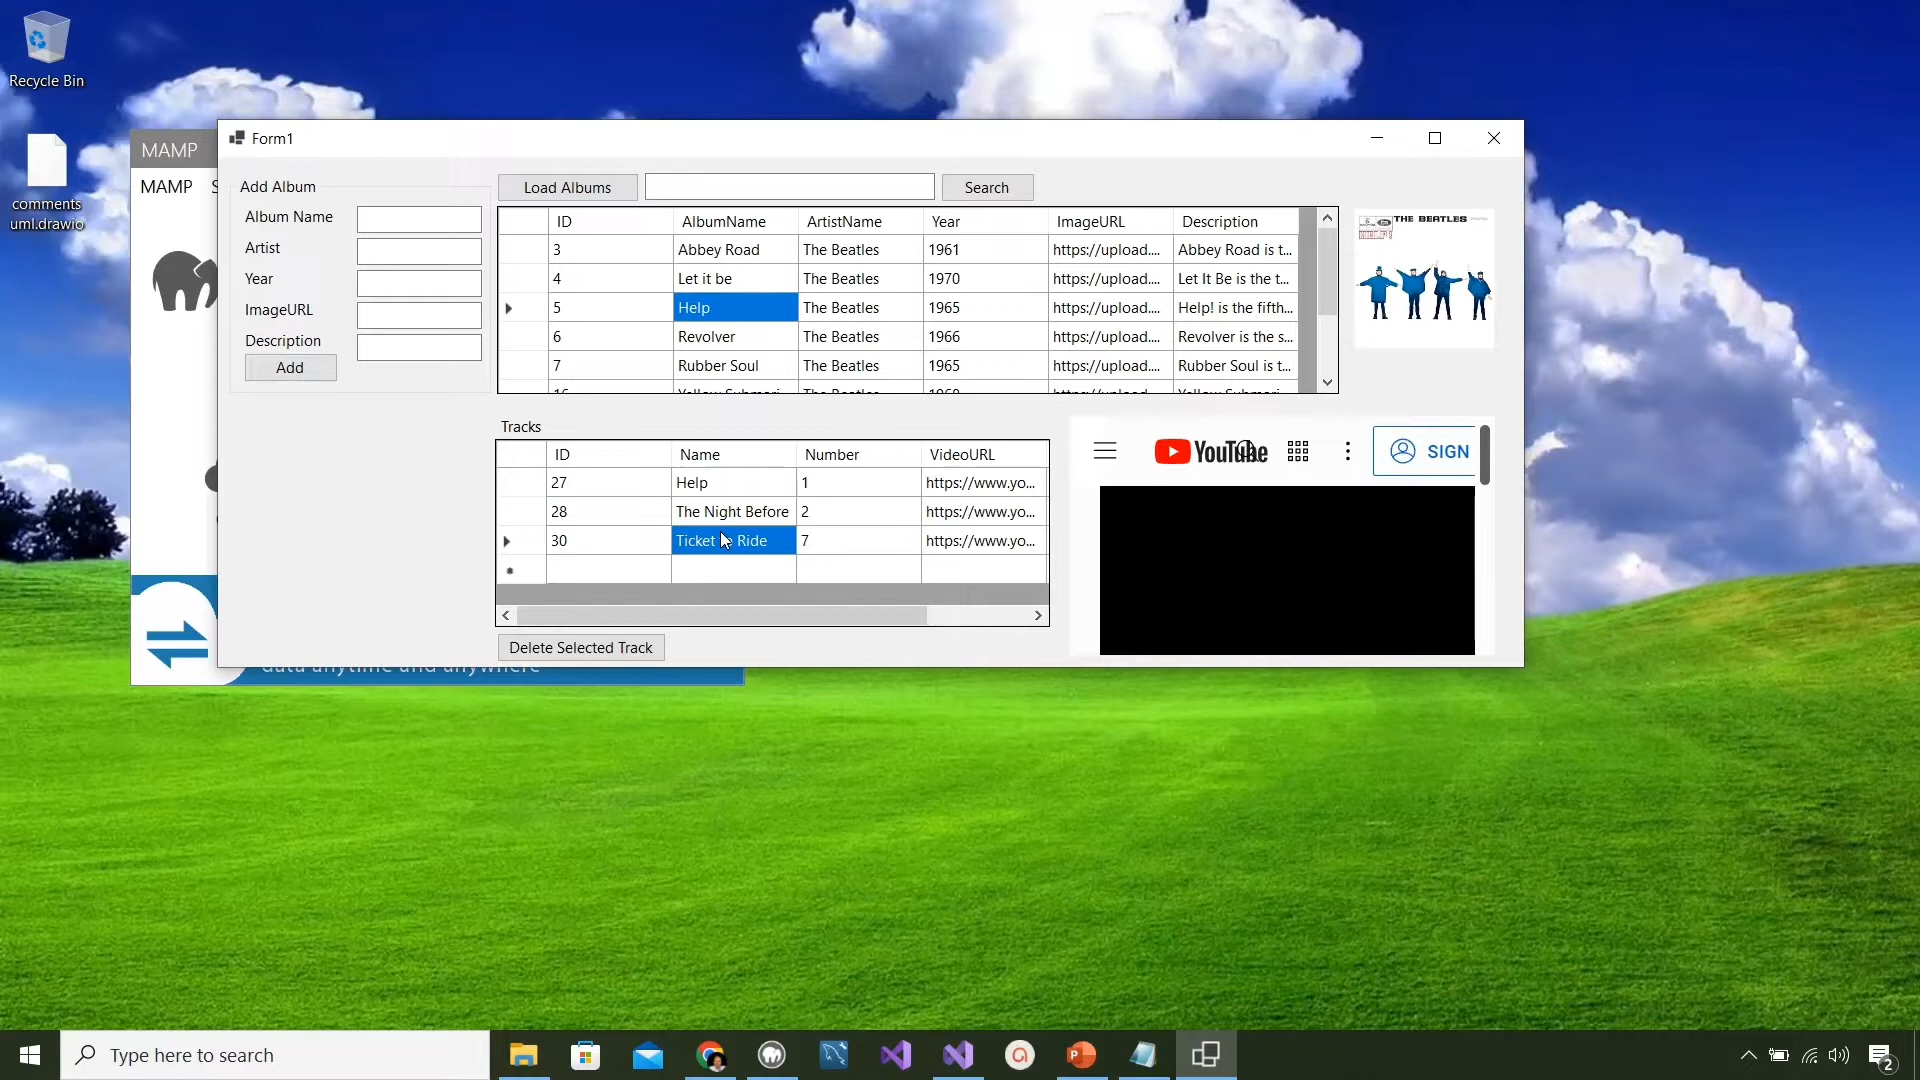 Recycle Bin
comments
uml.drawio
MAMP
MAMP
Form1
Add Album
Album Name
Artist
Year
ImageURL
Description
Add
Load Albums
Search
ID AlbumName ArtistName Year ImageURL Description
3 Abbey Road The Beatles 1961 https://upload.... Abbey Road is t...
4 Let it be The Beatles 1970 https://upload.... Let It Be is the t...
5 Help The Beatles 1965 https://upload.... Help! is the fifth...
6 Revolver The Beatles 1966 https://upload.... Revolver is the s...
7 Rubber Soul The Beatles 1965 https://upload.... Rubber Soul is t...
THE BEATLES
Tracks
ID Name Number VideoURL
27 Help 1 https://www.yo...
28 The Night Before 2 https://www.yo...
30 Ticket Ride 7 https://www.yo...
Delete Selected Track
YouTube
SIGN
data anytime and anywhere
Type here to search
2